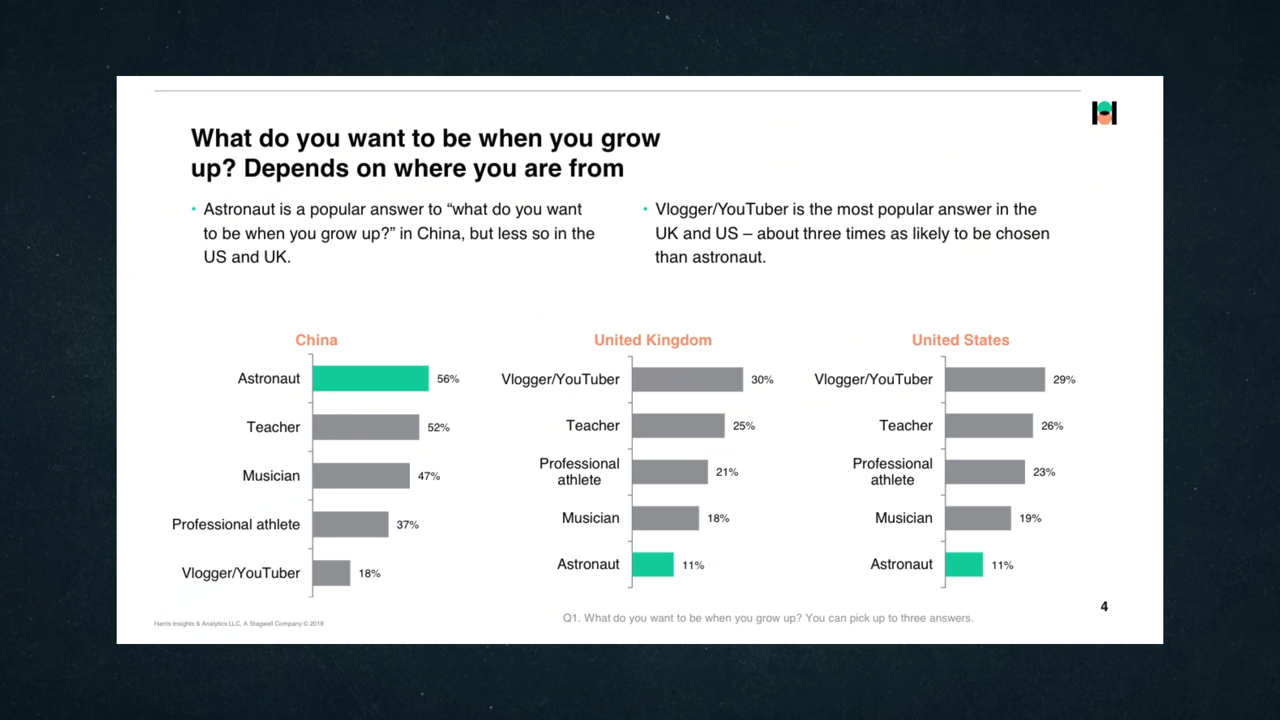 What do you want to be when you grow
up? Depends on where you are from
• Astronaut is a popular answer to “what do you want
to be when you grow up?” in China, but less so in the
US and UK.
• Vlogger/YouTuber is the most popular answer in the
UK and US – about three times as likely to be chosen
than astronaut.
China
Astronaut 56%
Teacher 52%
Musician 47%
Professional athlete 37%
Vlogger/YouTuber 18%
United Kingdom
Vlogger/YouTuber 30%
Teacher 25%
Professional
athlete 21%
Musician 18%
Astronaut 11%
United States
Vlogger/YouTuber 29%
Teacher 26%
Professional
athlete 23%
Musician 19%
Astronaut 11%
4
Harris Insights & Analytics LLC, A Stagwell Company © 2018
Q1. What do you want to be when you grow up? You can pick up to three answers.